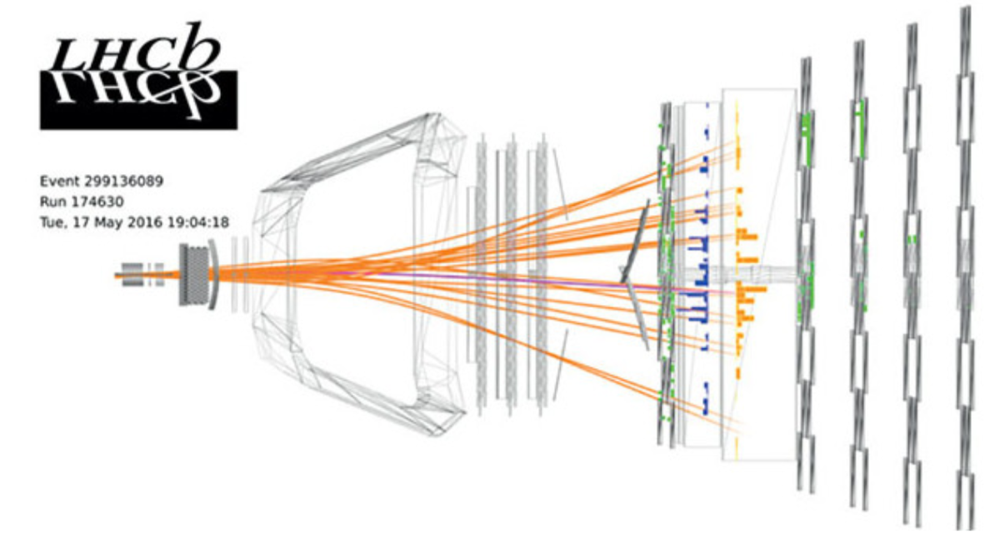 LHCb
LHCb
Event 299136089
Run 174630
Tue, 17 May 2016 19:04:18